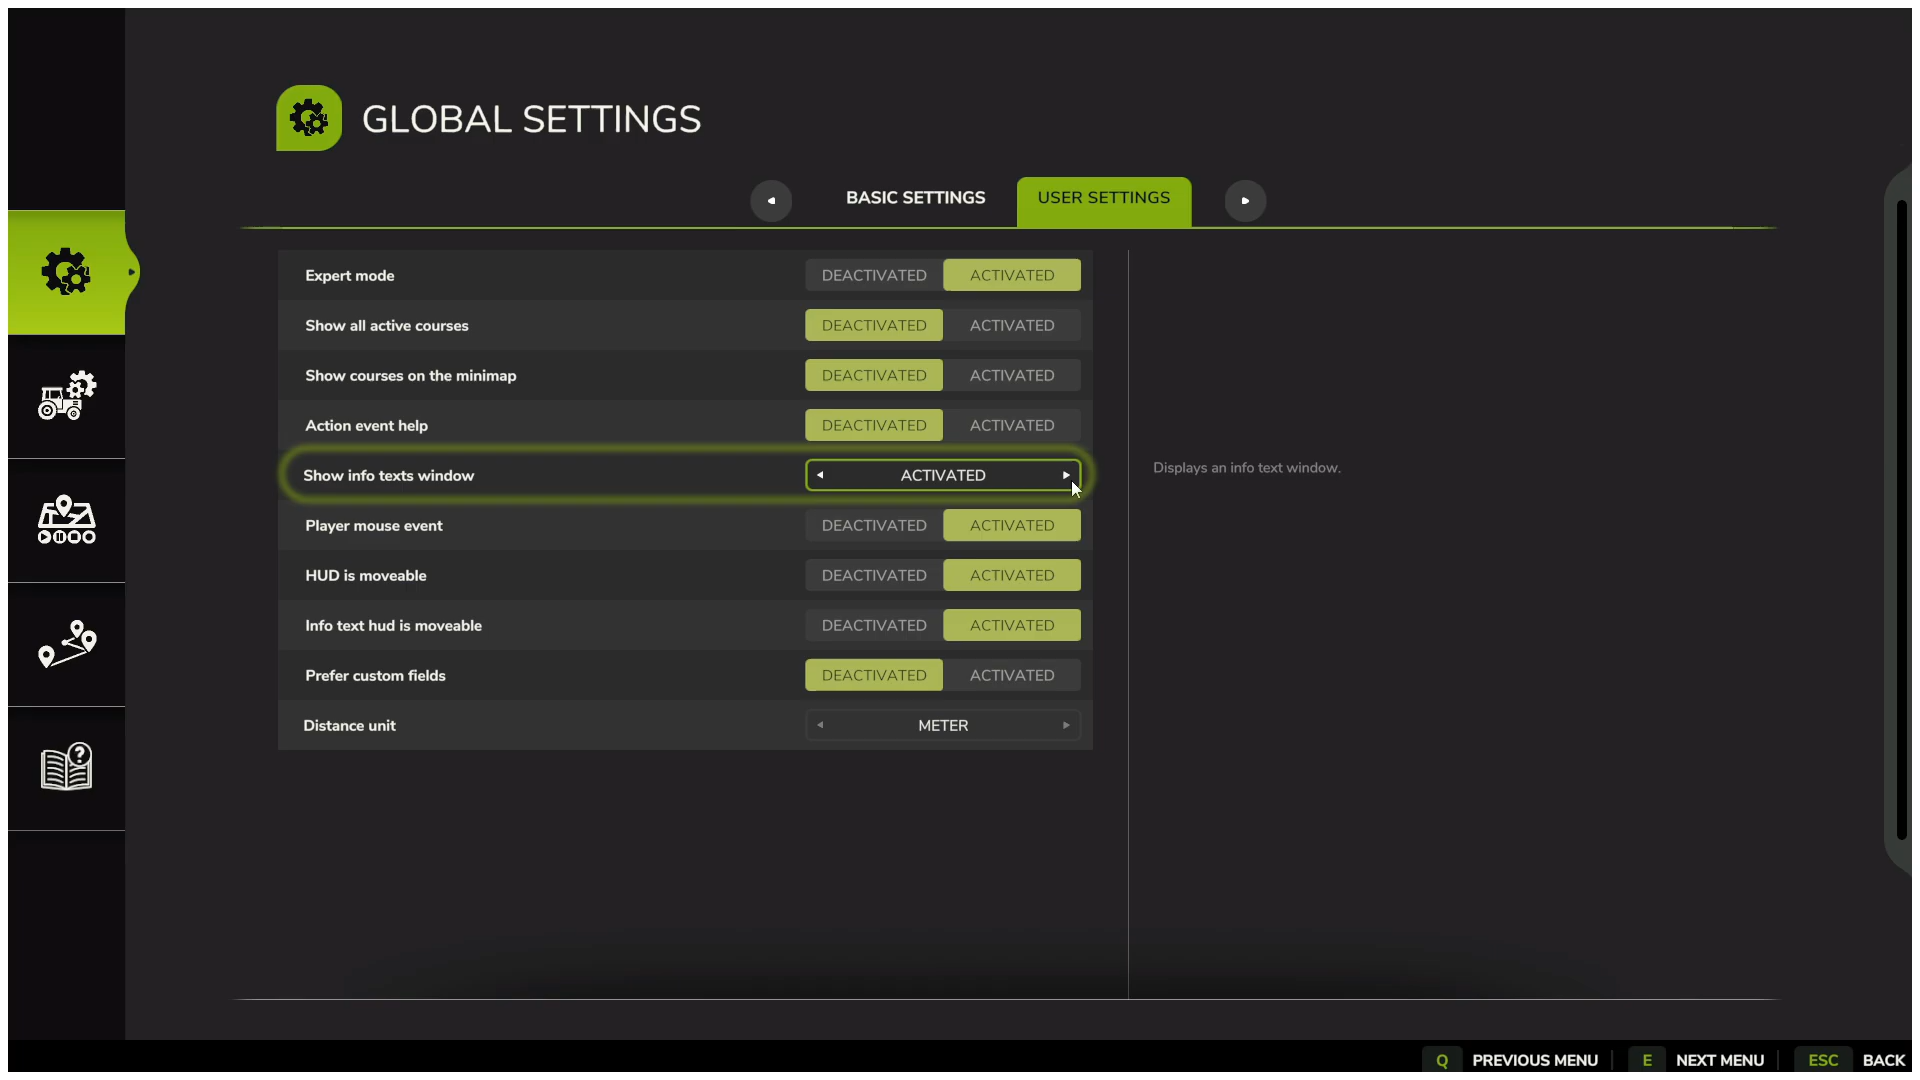 GLOBAL SETTINGS
BASIC SETTINGS USER SETTINGS
Expert mode DEACTIVATED ACTIVATED
Show all active courses DEACTIVATED ACTIVATED
Show courses on the minimap DEACTIVATED ACTIVATED
Action event help DEACTIVATED ACTIVATED
Show info texts window ACTIVATED
Displays an info text window.
Player mouse event DEACTIVATED ACTIVATED
HUD is moveable DEACTIVATED ACTIVATED
Info text hud is moveable DEACTIVATED ACTIVATED
Prefer custom fields DEACTIVATED ACTIVATED
Distance unit METER
?
Q PREVIOUS MENU E NEXT MENU ESC BACK